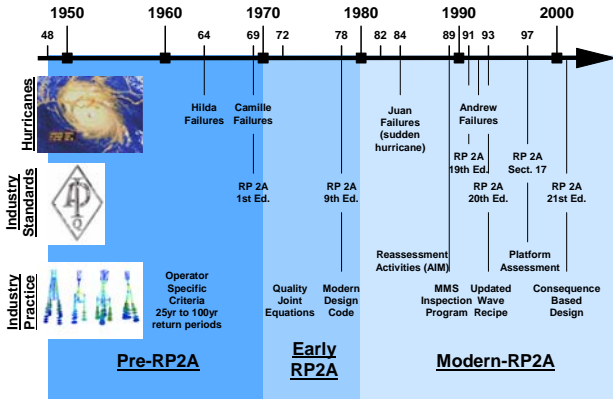 1950 1960 1970 1980 1990 2000
48 64 69 72 78 82 84 89 91 93 97
Hurricanes
Hilda
Failures
Camille
Failures
Juan
Failures
(sudden
hurricane)
Andrew
Failures
Industry
Standards
API
Q
RP 2A
1st Ed.
RP 2A
9th Ed.
RP 2A
19th Ed.
RP 2A
20th Ed.
RP 2A
Sect. 17
RP 2A
21st Ed.
Industry
Practice
Operator
Specific
Criteria
25yr to 100yr
return periods
Quality
Joint
Equations
Modern
Design
Code
Reassessment
Activities (AIM)
MMS
Inspection
Program
Updated
Wave
Recipe
Platform
Assessment
Consequence
Based
Design
Pre-RP2A
Early
RP2A
Modern-RP2A